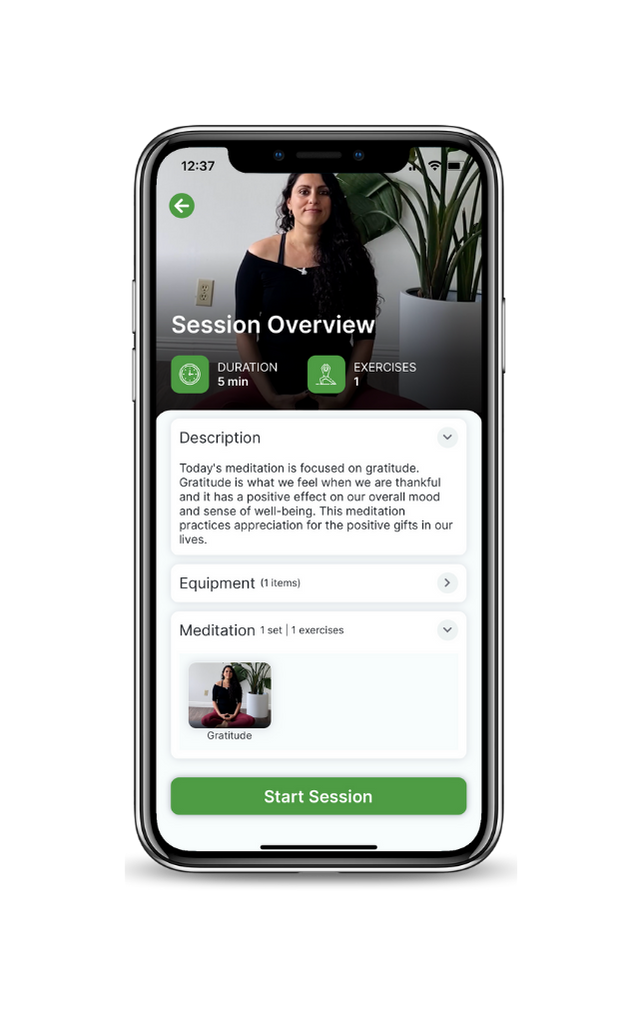 12:37
Session Overview
DURATION
5 min
EXERCISES
1
Description
Today's meditation is focused on gratitude.
Gratitude is what we feel when we are thankful
and it has a positive effect on our overall mood
and sense of well-being. This meditation
practices appreciation for the positive gifts in our
lives.
Equipment (1 items)
Meditation 1 set | 1 exercises
Gratitude
Start Session